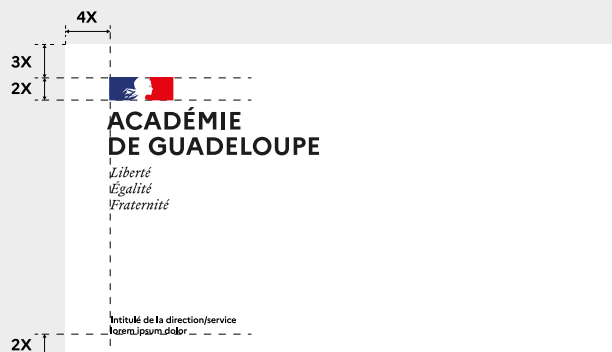 4X
3X
2X
ACADÉMIE
DE GUADELOUPE
Liberté
Égalité
Fraternité
Intitulé de la direction/service
lorem ipsum dolor
2X